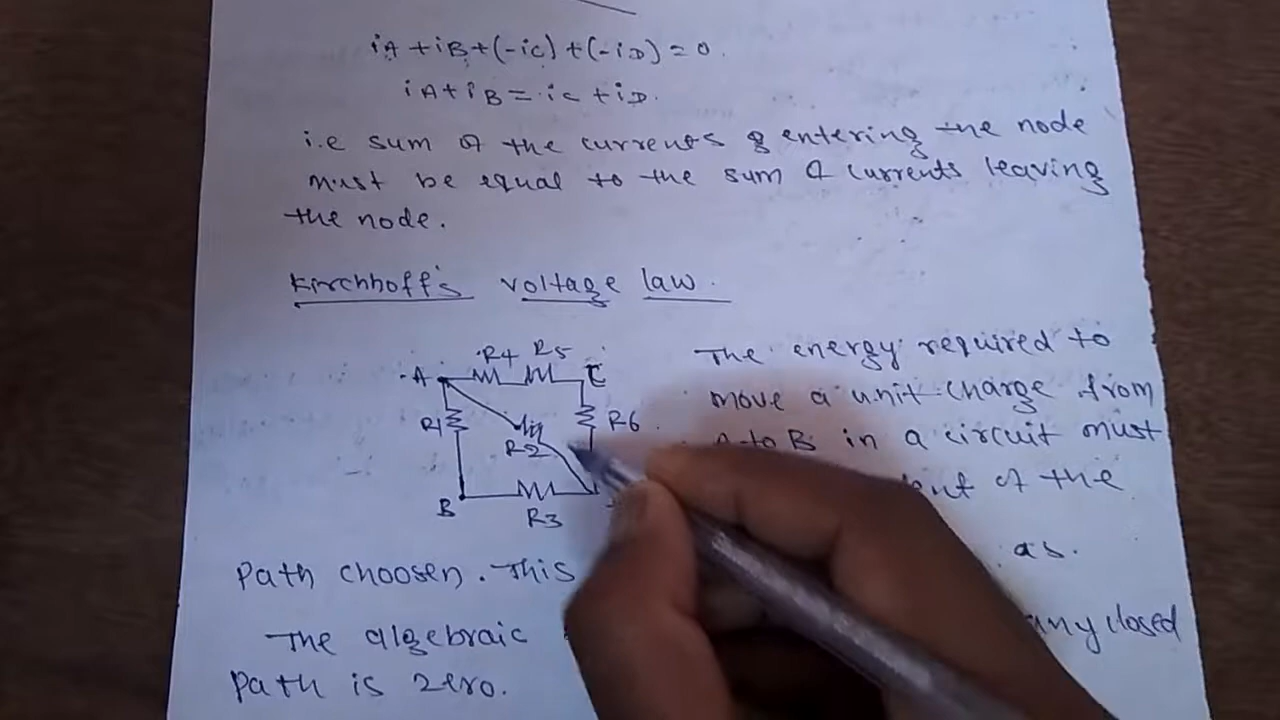 iA + iB + (-iC) + (-iD) = 0.
iA + iB = iC + iD.
i.e sum of the currents entering the node
must be equal to the sum of currents leaving
the node.
Kirchhoff's voltage law.
R4 R5
A C
R1 R2 R6
B R3
The energy required to
move a unit charge from
A to B in a circuit must
of the
as.
path choosen. This
The algebraic any closed
path is zero.